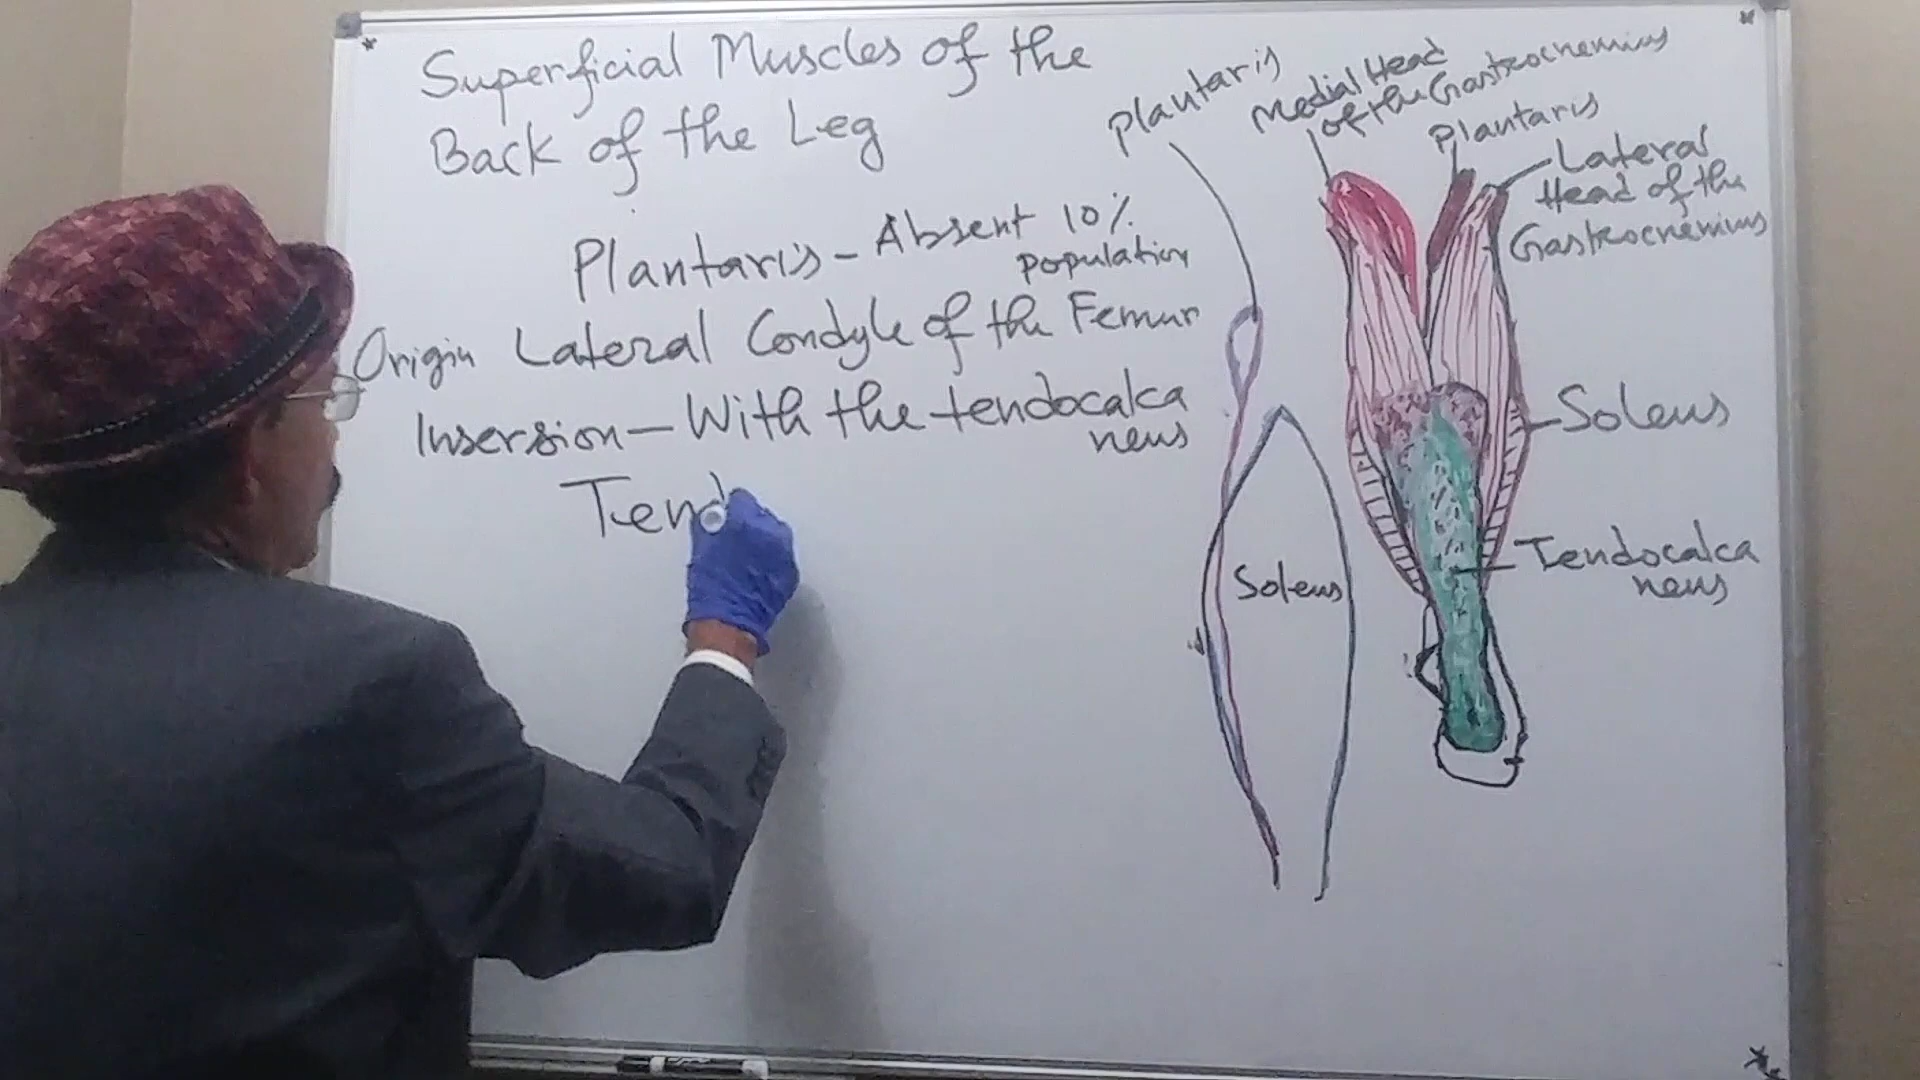 Superficial Muscles of the
Back of the Leg
Plantaris - Absent 10%
population
Origin Lateral Condyle of the Femur
Insersion - With the tendocalca
neus
Tend
plantaris
Medial Head
of the Gastrocnemius
Plantaris
Lateral
Head of the
Gastrocnemius
Soleus
Tendocalca
neus
Soleus